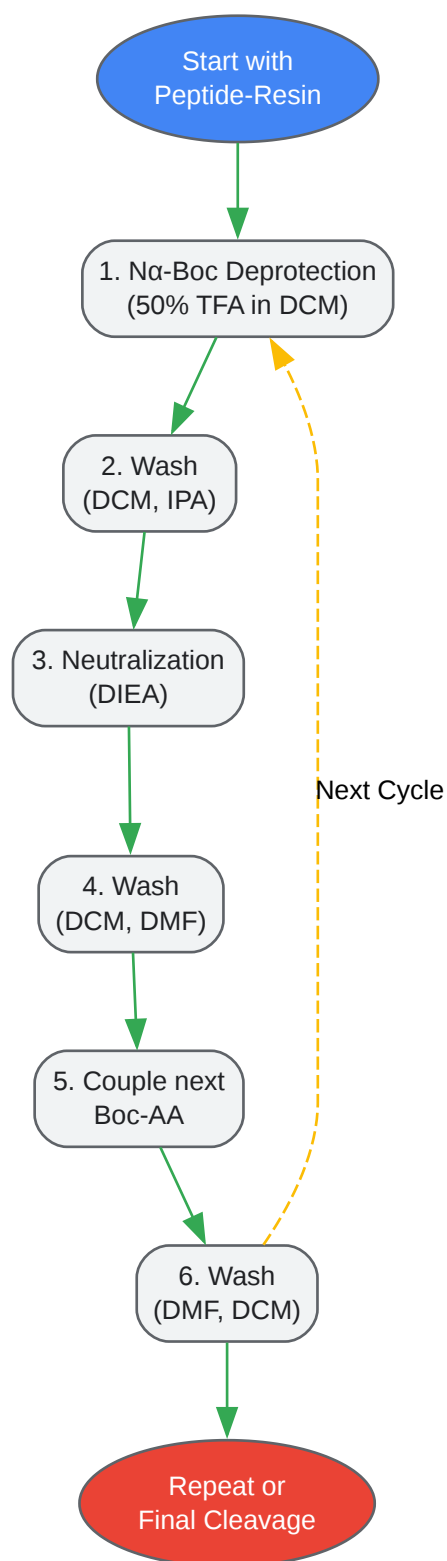 Start with
Peptide-Resin
1. Nα-Boc Deprotection
(50% TFA in DCM)
2. Wash
(DCM, IPA)
3. Neutralization
(DIEA)
Next Cycle
4. Wash
(DCM, DMF)
5. Couple next
Boc-AA
6. Wash
(DMF, DCM)
Repeat or
Final Cleavage